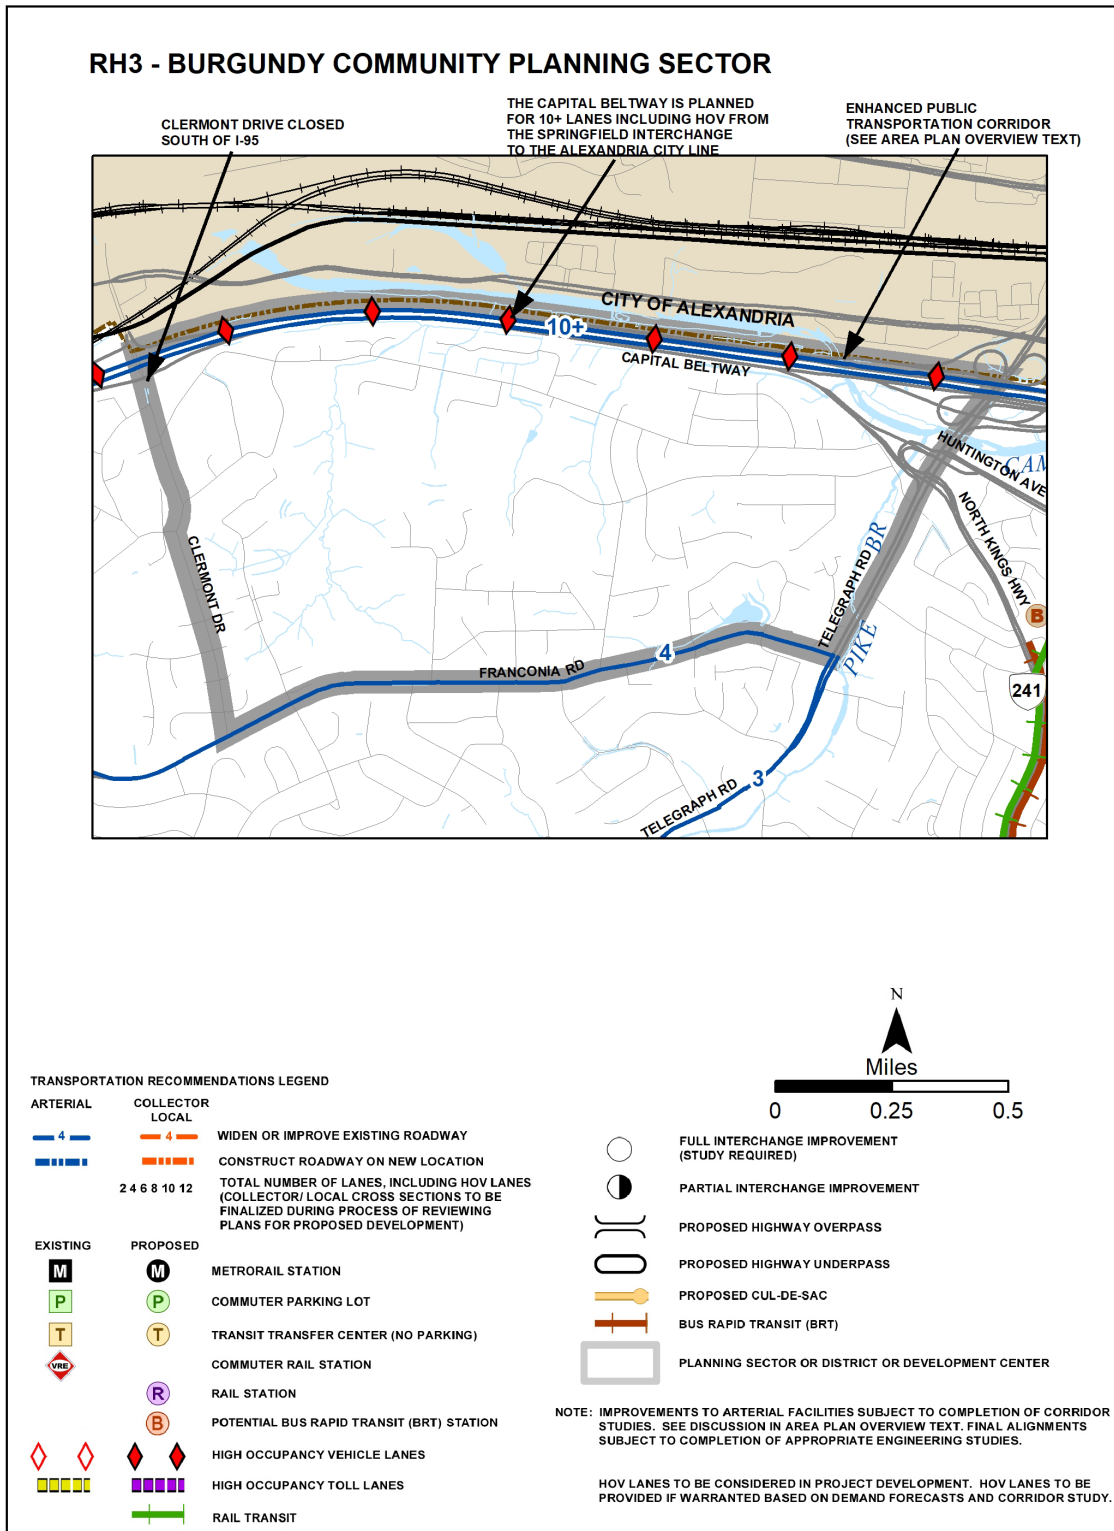 RH3 - BURGUNDY COMMUNITY PLANNING SECTOR
CLERMONT DRIVE CLOSED
SOUTH OF I-95
THE CAPITAL BELTWAY IS PLANNED
FOR 10+ LANES INCLUDING HOV FROM
THE SPRINGFIELD INTERCHANGE
TO THE ALEXANDRIA CITY LINE
ENHANCED PUBLIC
TRANSPORTATION CORRIDOR
(SEE AREA PLAN OVERVIEW TEXT)
CITY OF ALEXANDRIA
10+
CAPITAL BELTWAY
HUNTINGTON AVE
CAM
NORTH KINGS HWY
CLERMONT DR
TELEGRAPH RD
PIKE BR
B
FRANCONIA RD
4
241
3
TELEGRAPH RD
N
Miles
0 0.25 0.5
TRANSPORTATION RECOMMENDATIONS LEGEND
ARTERIAL
COLLECTOR
LOCAL
4 4 WIDEN OR IMPROVE EXISTING ROADWAY
CONSTRUCT ROADWAY ON NEW LOCATION
2 4 6 8 10 12 TOTAL NUMBER OF LANES, INCLUDING HOV LANES
(COLLECTOR/ LOCAL CROSS SECTIONS TO BE
FINALIZED DURING PROCESS OF REVIEWING
PLANS FOR PROPOSED DEVELOPMENT)
EXISTING PROPOSED
M M METRORAIL STATION
P P COMMUTER PARKING LOT
T T TRANSIT TRANSFER CENTER (NO PARKING)
VRE COMMUTER RAIL STATION
R RAIL STATION
B POTENTIAL BUS RAPID TRANSIT (BRT) STATION
HIGH OCCUPANCY VEHICLE LANES
HIGH OCCUPANCY TOLL LANES
RAIL TRANSIT
FULL INTERCHANGE IMPROVEMENT
(STUDY REQUIRED)
PARTIAL INTERCHANGE IMPROVEMENT
PROPOSED HIGHWAY OVERPASS
PROPOSED HIGHWAY UNDERPASS
PROPOSED CUL-DE-SAC
BUS RAPID TRANSIT (BRT)
PLANNING SECTOR OR DISTRICT OR DEVELOPMENT CENTER
NOTE: IMPROVEMENTS TO ARTERIAL FACILITIES SUBJECT TO COMPLETION OF CORRIDOR
STUDIES. SEE DISCUSSION IN AREA PLAN OVERVIEW TEXT. FINAL ALIGNMENTS
SUBJECT TO COMPLETION OF APPROPRIATE ENGINEERING STUDIES.
HOV LANES TO BE CONSIDERED IN PROJECT DEVELOPMENT. HOV LANES TO BE
PROVIDED IF WARRANTED BASED ON DEMAND FORECASTS AND CORRIDOR STUDY.